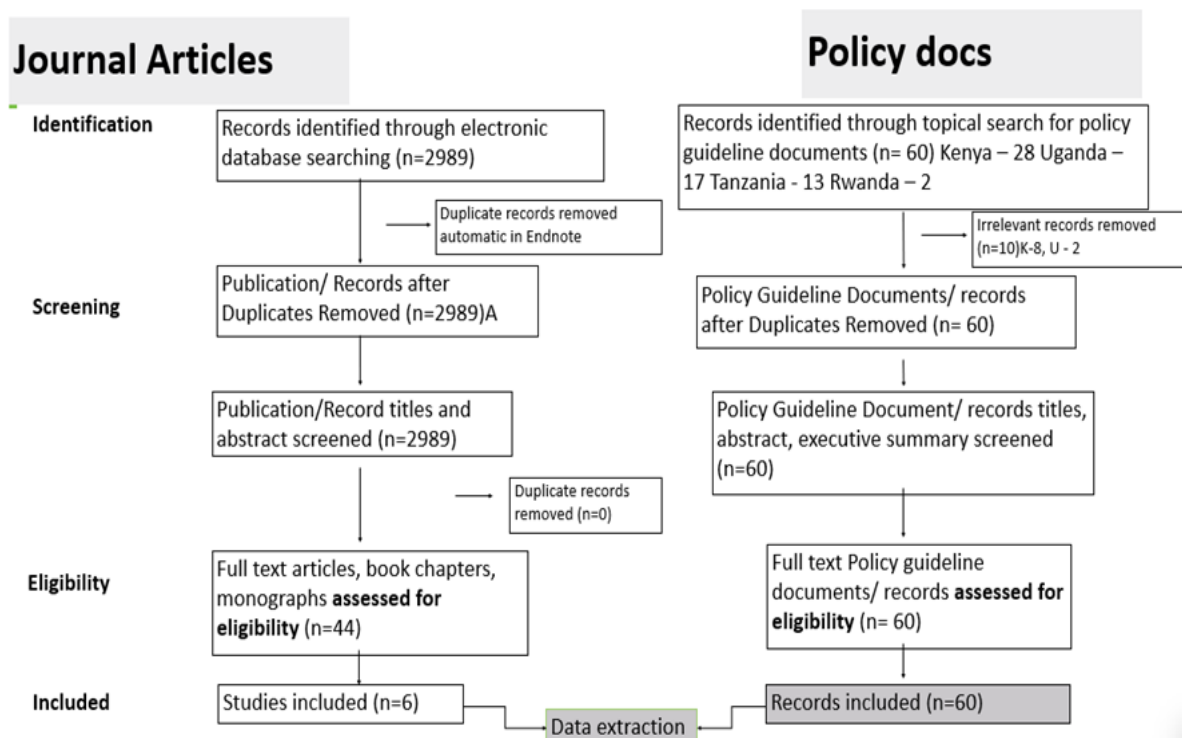 Journal Articles
Policy docs
Identification
Records identified through electronic
database searching (n=2989)
Records identified through topical search for policy
guideline documents (n= 60) Kenya – 28 Uganda –
17 Tanzania - 13 Rwanda – 2
Duplicate records removed
automatic in Endnote
Irrelevant records removed
(n=10)K-8, U - 2
Screening
Publication/ Records after
Duplicates Removed (n=2989)A
Policy Guideline Documents/ records
after Duplicates Removed (n= 60)
Publication/Record titles and
abstract screened (n=2989)
Policy Guideline Document/ records titles,
abstract, executive summary screened
(n=60)
Duplicate records
removed (n=0)
Eligibility
Full text articles, book chapters,
monographs assessed for
eligibility (n=44)
Full text Policy guideline
documents/ records assessed for
eligibility (n= 60)
Included
Studies included (n=6)
Records included (n=60)
Data extraction